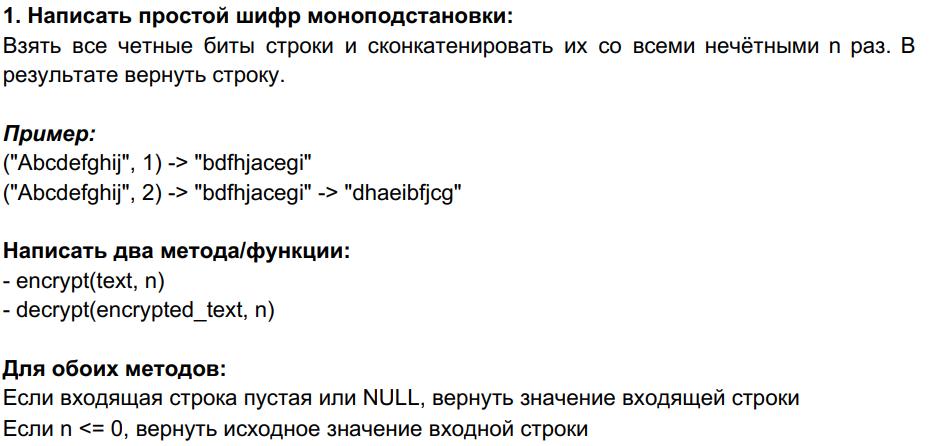 1. Написать простой шифр моноподстановки:
Взять все четные биты строки и сконкатенировать их со всеми нечётными n раз. В
результате вернуть строку.
Пример:
("Abcdefghij", 1) -> "bdfhjacegi"
("Abcdefghij", 2) -> "bdfhjacegi" -> "dhaeibfjcg"
Написать два метода/функции:
- encrypt(text, n)
- decrypt(encrypted_text, n)
Для обоих методов:
Если входящая строка пустая или NULL, вернуть значение входящей строки
Если n <= 0, вернуть исходное значение входной строки